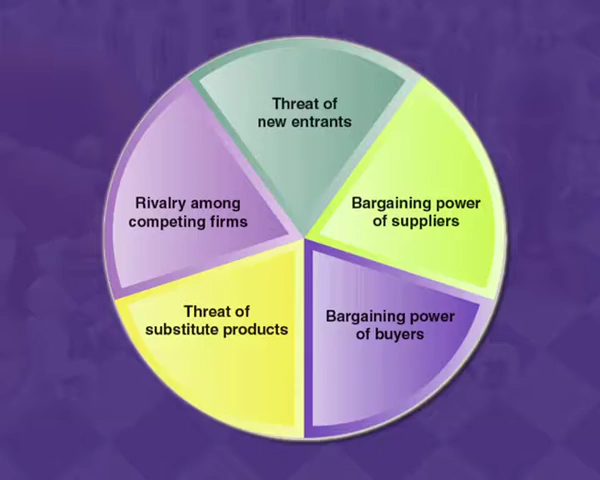 Threat of
new entrants
Rivalry among
competing firms
Bargaining power
of suppliers
Threat of
substitute products
Bargaining power
of buyers